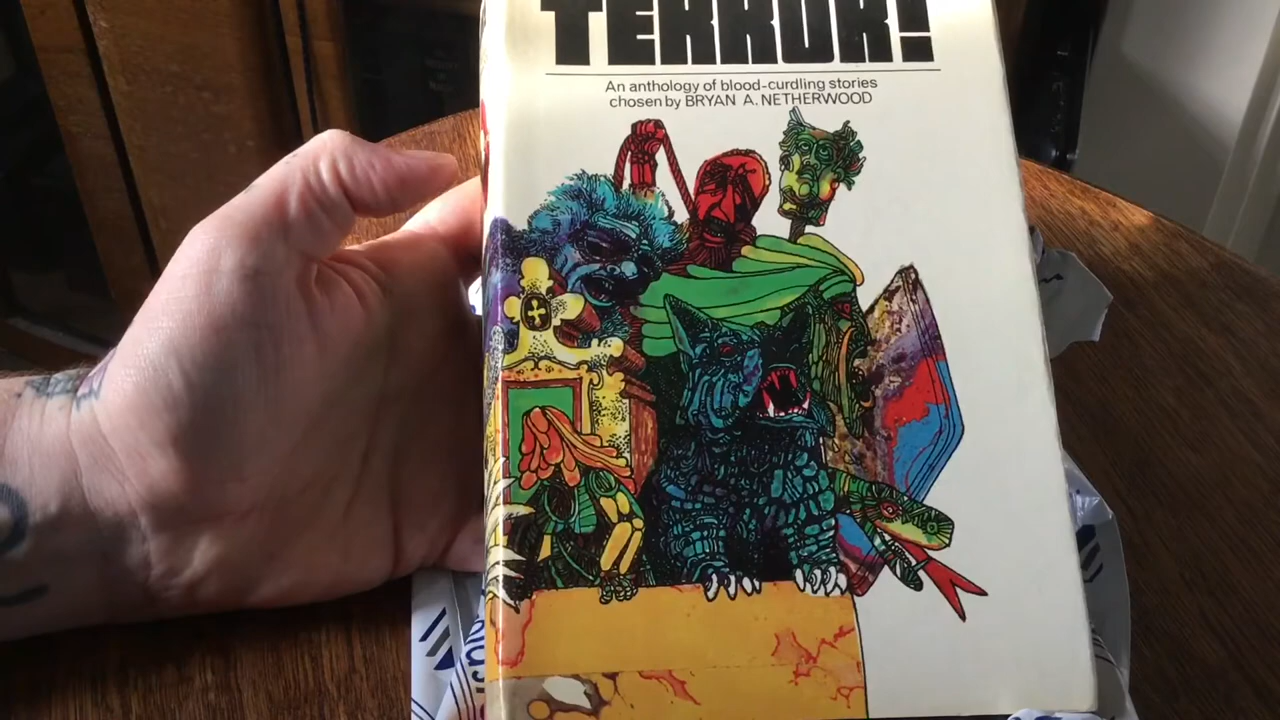 TERROR!
An anthology of blood-curdling stories
chosen by BRYAN A. NETHERWOOD